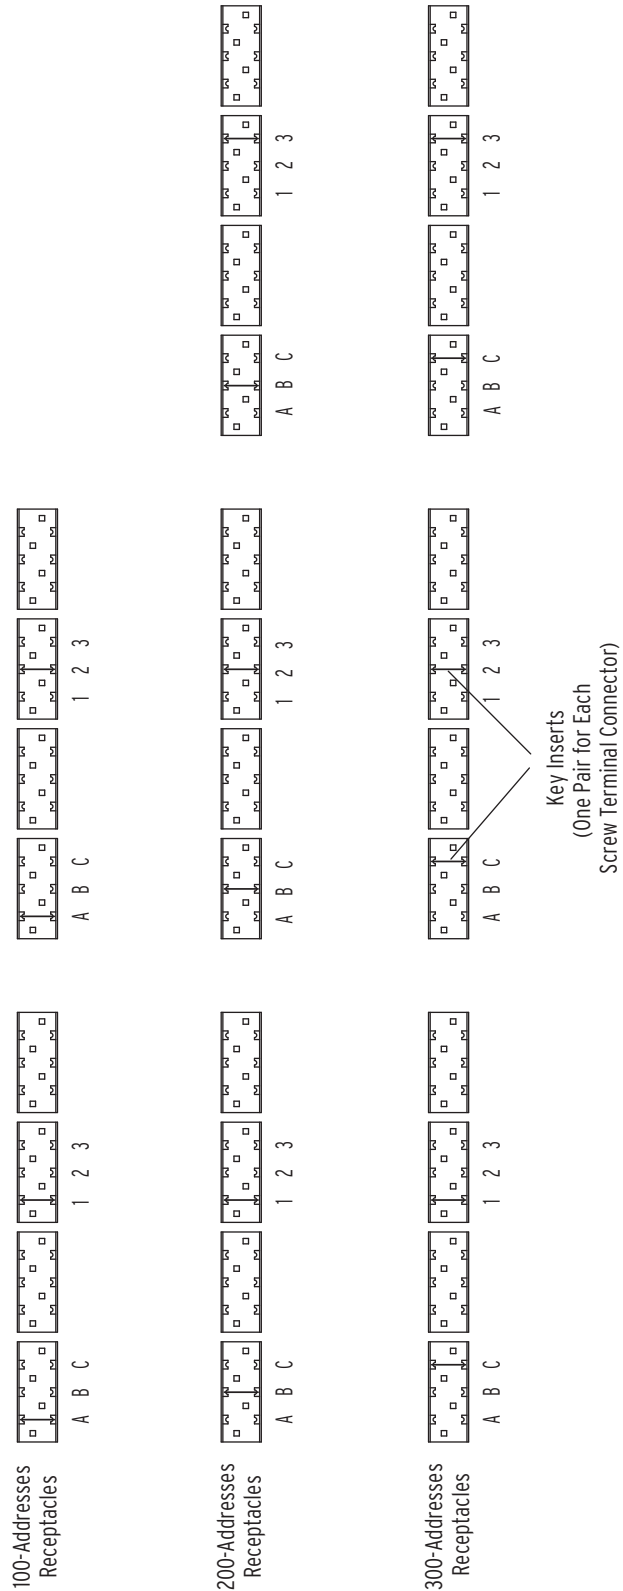 100-Addresses
Receptacles
A B C
1 2 3
A B C
1 2 3
200-Addresses
Receptacles
A B C
1 2 3
A B C
1 2 3
A B C
1 2 3
300-Addresses
Receptacles
A B C
1 2 3
A B C
1 2 3
A B C
1 2 3
Key Inserts
(One Pair for Each
Screw Terminal Connector)